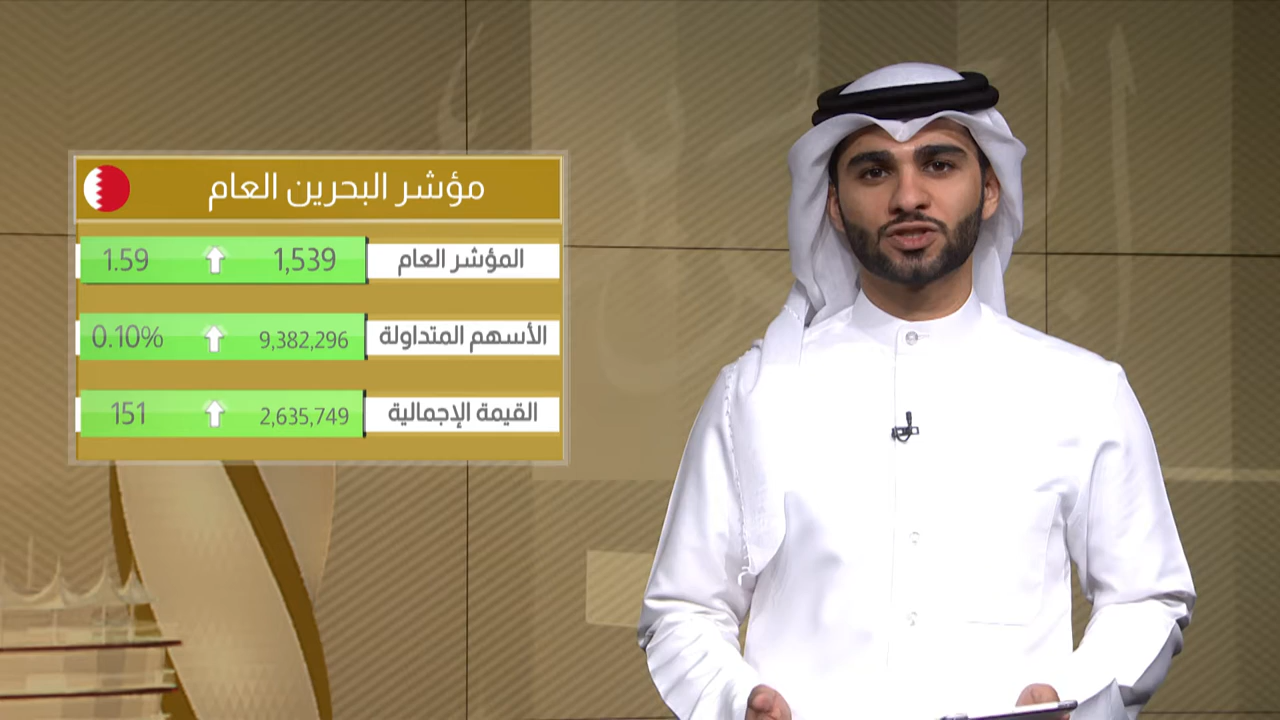 مؤشر البحرين العام
المؤشر العام 1,539 1.59
الأسهم المتداولة 9,382,296 0.10%
القيمة الإجمالية 2,635,749 151